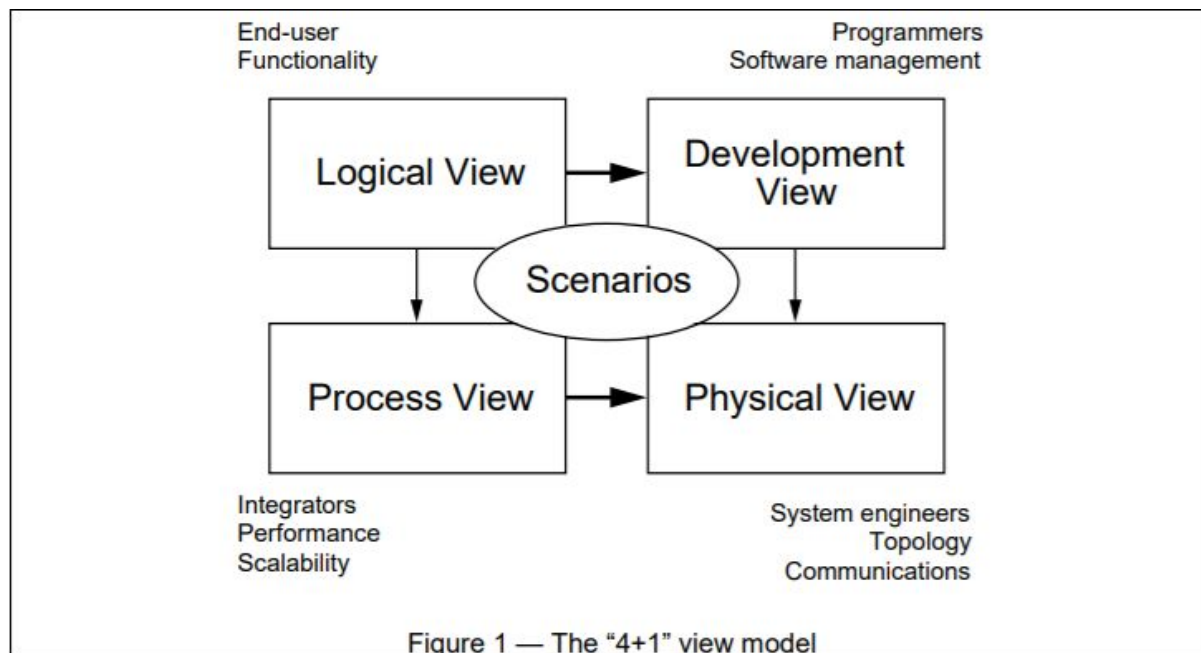 End-user
Functionality
Programmers
Software management
Logical View
Development
View
Scenarios
Process View
Physical View
Integrators
Performance
Scalability
System engineers
Topology
Communications
Figure 1 — The “4+1” view model